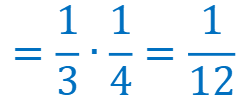 = 1/3 · 1/4 = 1/12